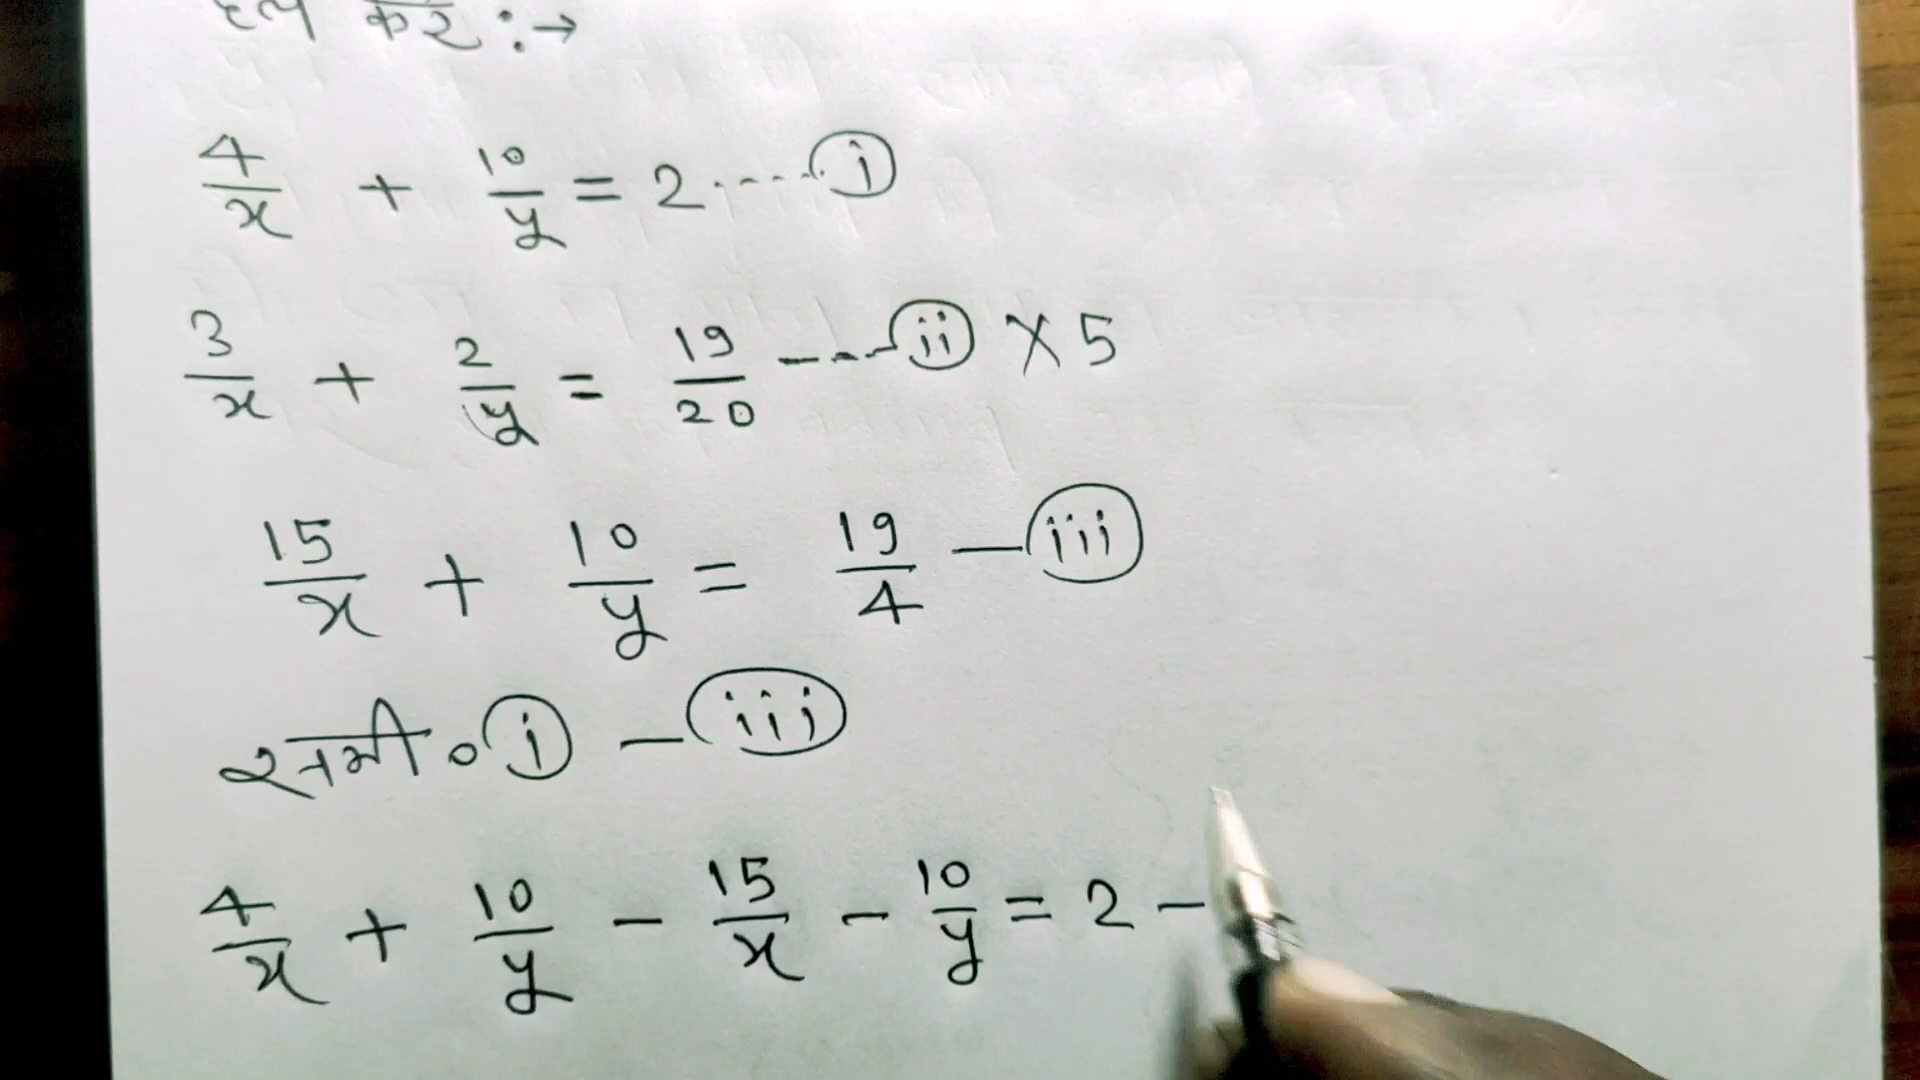 हल करें :→
4/x + 10/y = 2 ---- (i)
3/x + 2/y = 19/20 ---- (ii) × 5
15/x + 10/y = 19/4 — (iii)
समी० (i) — (iii)
4/x + 10/y - 15/x - 10/y = 2 -